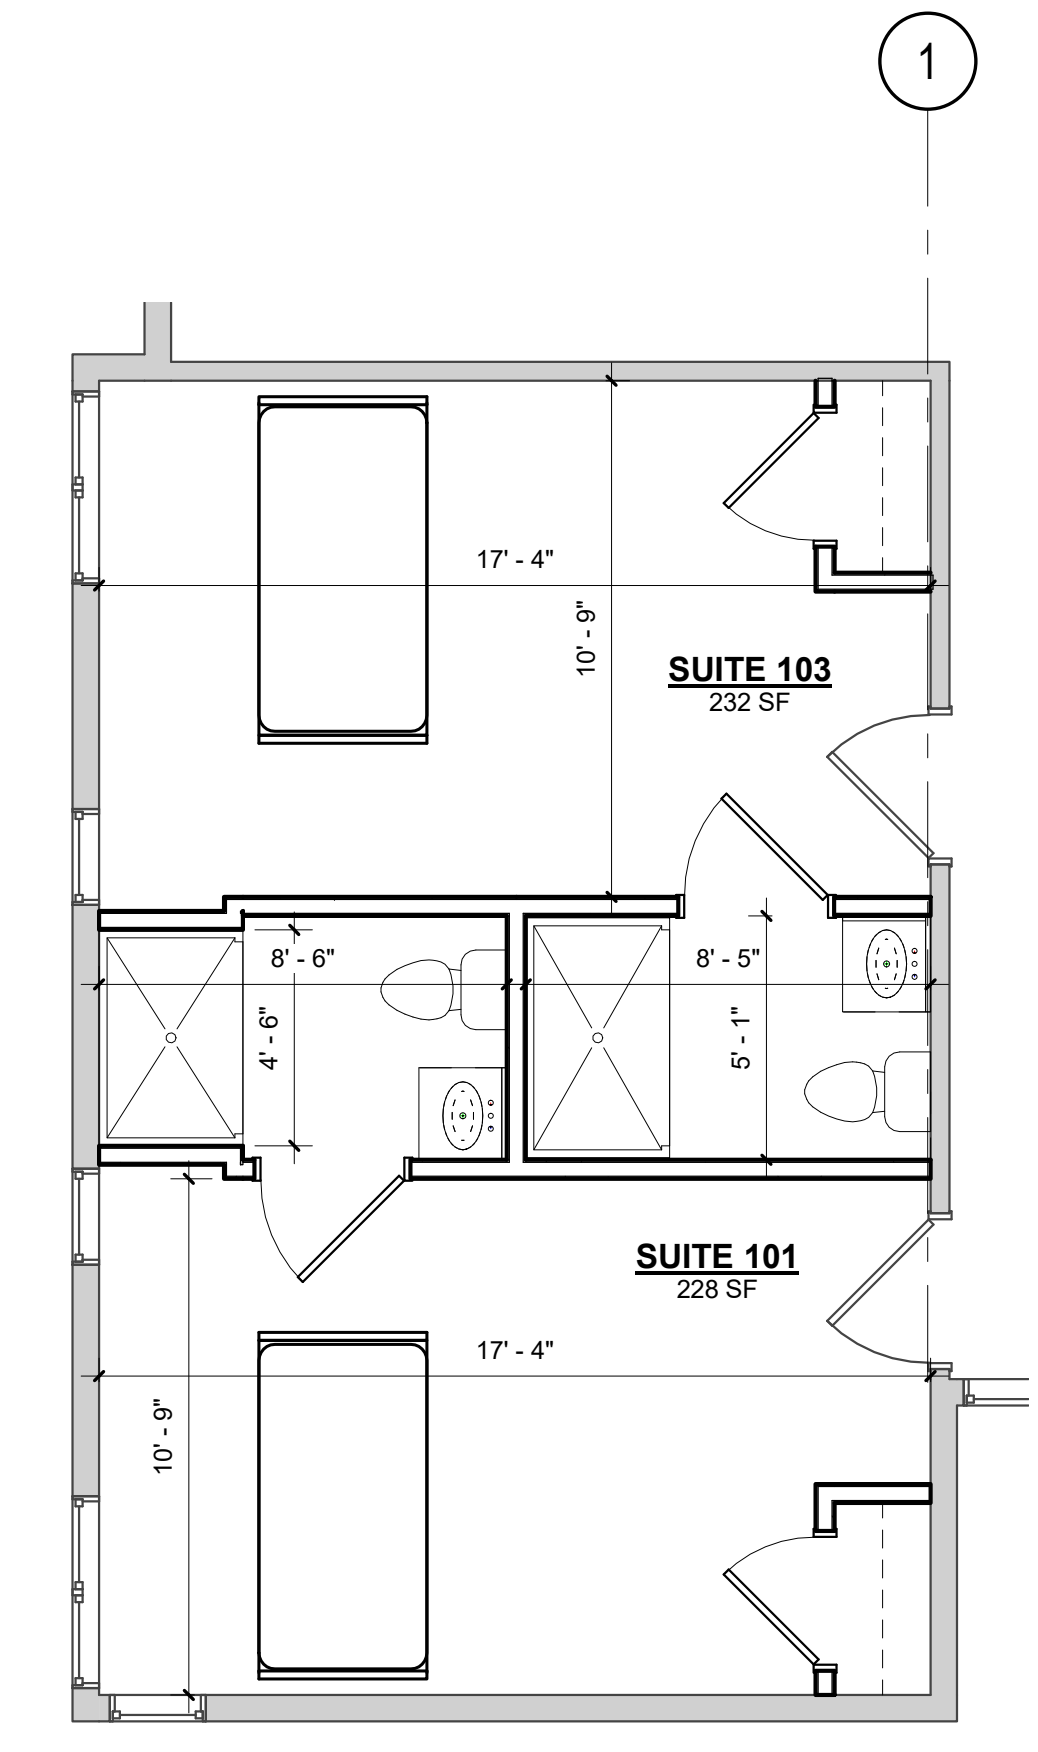 1
17' - 4"
10' - 9"
SUITE 103
232 SF
8' - 6"
8' - 5"
4' - 6"
5' - 1"
SUITE 101
228 SF
17' - 4"
10' - 9"